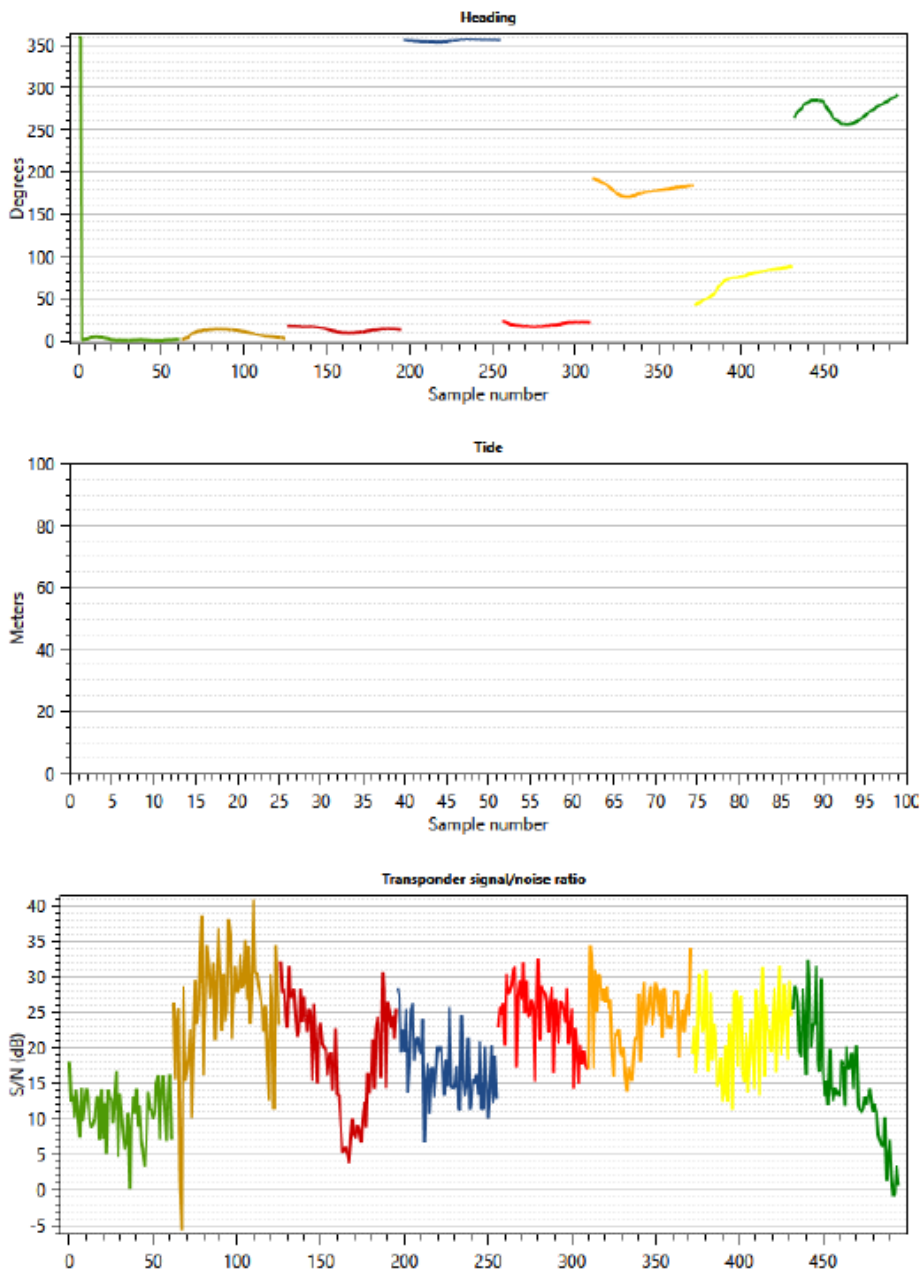 Heading
350
300
250
200
150
100
50
0
Degrees
0 50 100 150 200 250 300 350 400 450
Sample number
Tide
100
80
60
40
20
0
Meters
0 5 10 15 20 25 30 35 40 45 50 55 60 65 70 75 80 85 90 95 100
Sample number
Transponder signal/noise ratio
40
35
30
25
20
15
10
5
0
-5
S/N (dB)
0 50 100 150 200 250 300 350 400 450